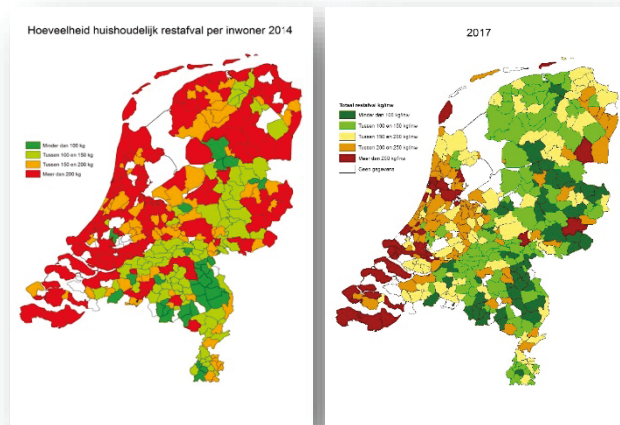 Hoeveelheid huishoudelijk restafval per inwoner 2014
Minder dan 100 kg
Tussen 100 en 150 kg
Tussen 150 en 200 kg
Meer dan 200 kg
2017
Totaal restafval kg/inw
Minder dan 100 kg/inw
Tussen 100 en 150 kg/inw
Tussen 150 en 200 kg/inw
Tussen 200 en 250 kg/inw
Meer dan 250 kg/inw
Geen gegevens